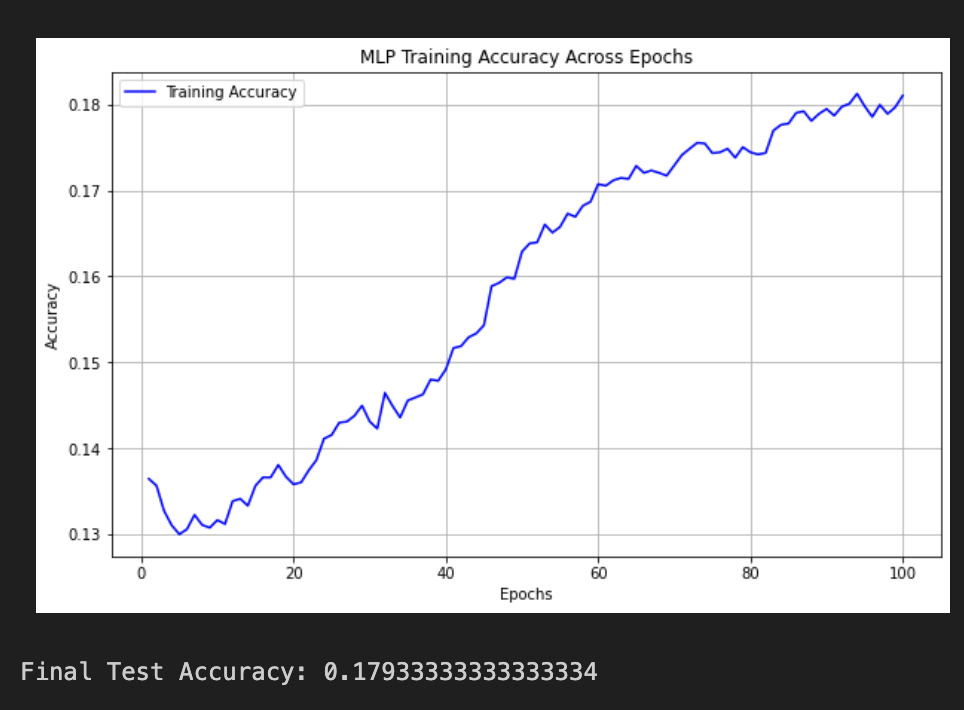 MLP Training Accuracy Across Epochs
Training Accuracy
0.18
0.17
0.16
0.15
0.14
0.13
Accuracy
0 20 40 60 80 100
Epochs
Final Test Accuracy: 0.17933333333333334